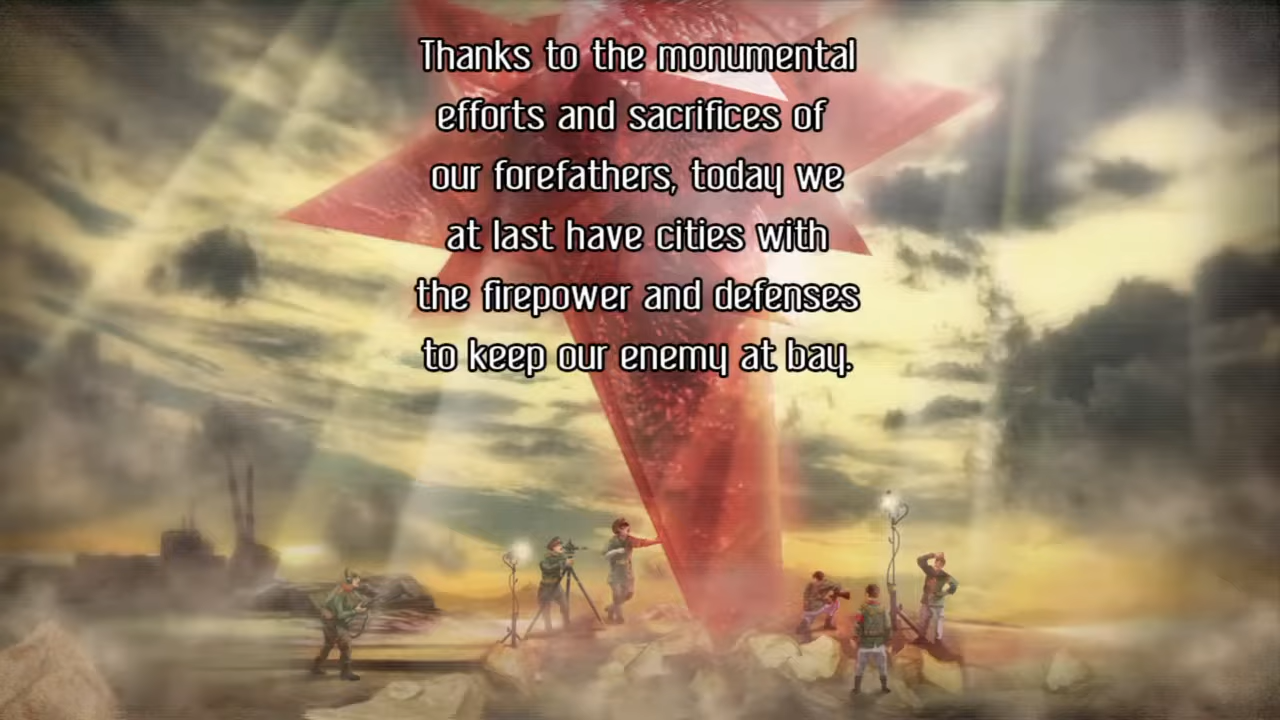 Thanks to the monumental
efforts and sacrifices of
our forefathers, today we
at last have cities with
the firepower and defenses
to keep our enemy at bay.